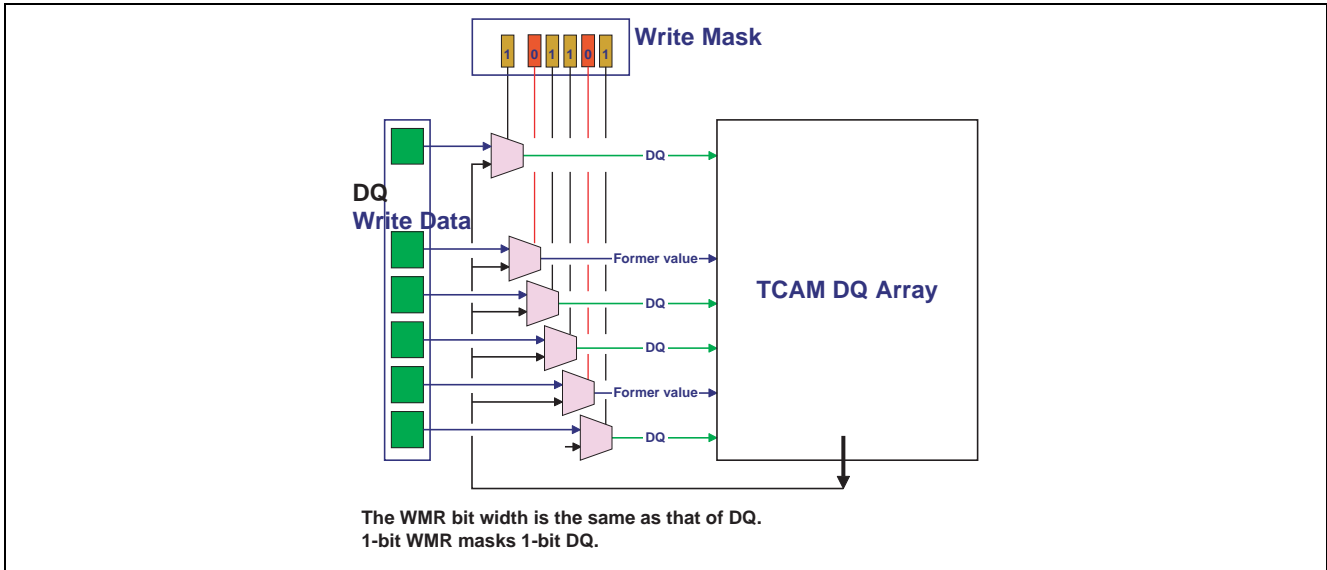 Write Mask
1 0 1 1 0 1
DQ
DQ
Write Data
Former value
DQ
TCAM DQ Array
DQ
Former value
DQ
The WMR bit width is the same as that of DQ.
1-bit WMR masks 1-bit DQ.